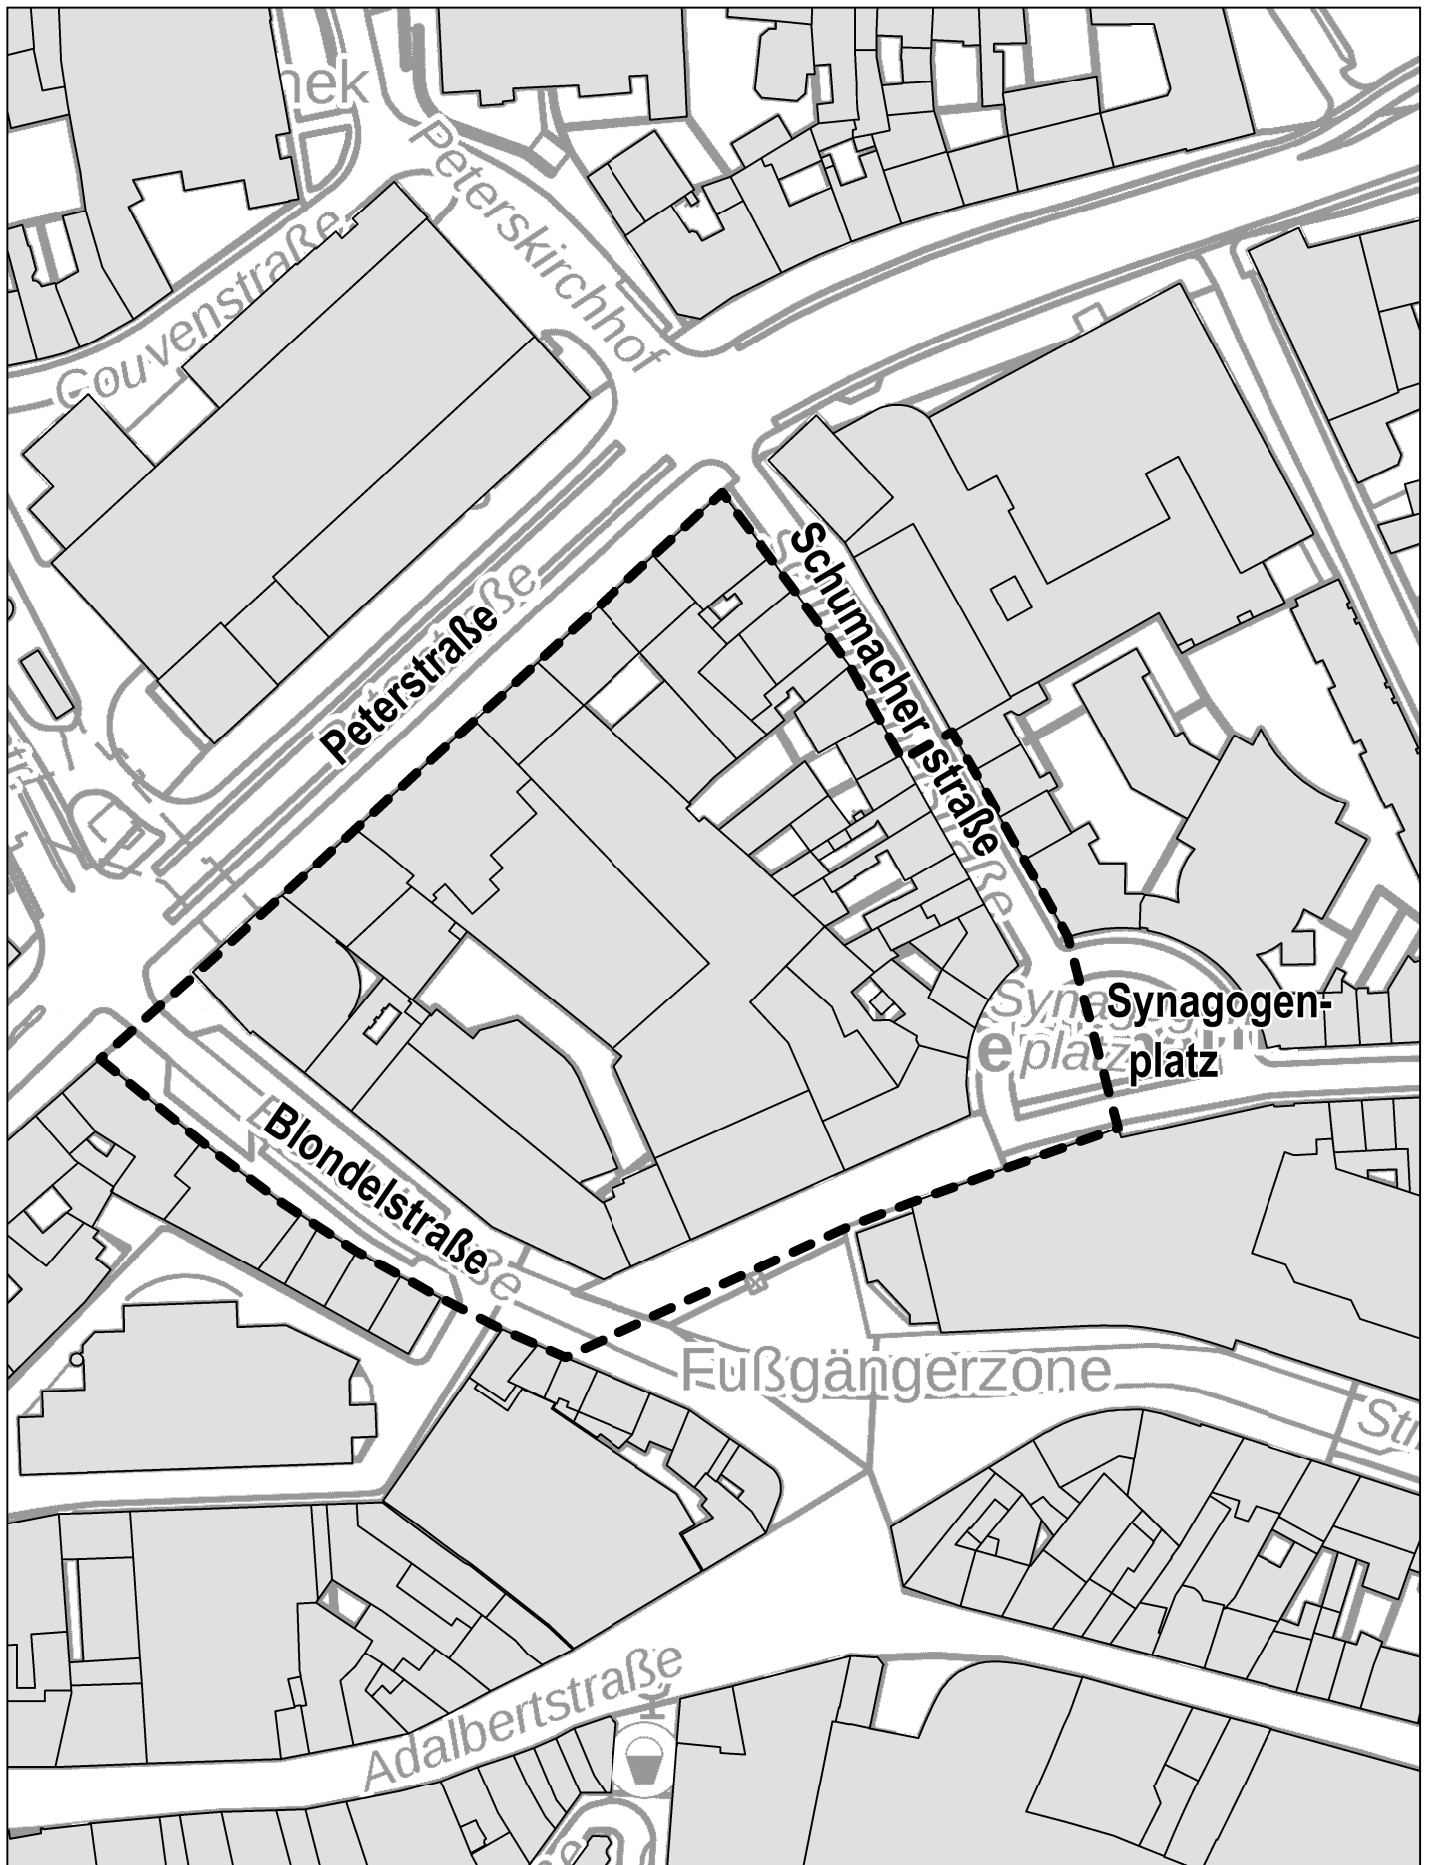 Peterskirchhof
Couvenstraße
Peterstraße
Schumacherstraße
Synagogen-
platz
Blondelstraße
Fußgängerzone
Adalbertstraße